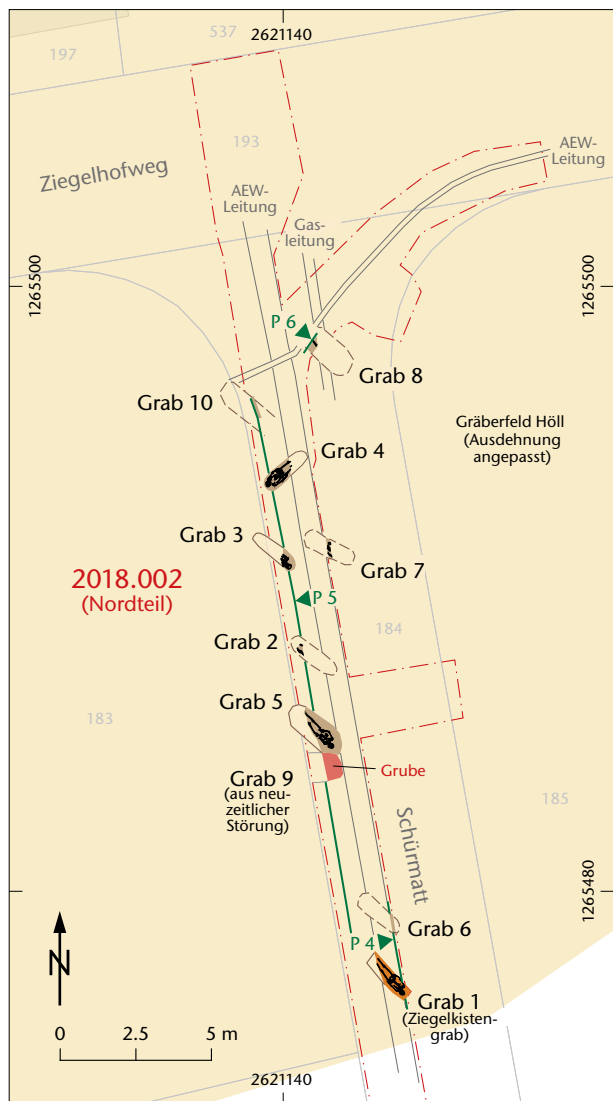 2621140
537
197
193
Ziegelhofweg
AEW-
Leitung
AEW-
Leitung
Gas-
leitung
1265500
1265500
P 6
Grab 8
Grab 10
Gräberfeld Höll
(Ausdehnung
angepasst)
Grab 4
Grab 3
Grab 7
2018.002
(Nordteil)
P 5
184
Grab 2
Grab 5
183
Grube
Grab 9
(aus neu-
zeitlicher
Störung)
185
Schürmatt
1265480
1265480
Grab 6
P 4
N
Grab 1
(Ziegelkisten-
grab)
0 2.5 5 m
2621140